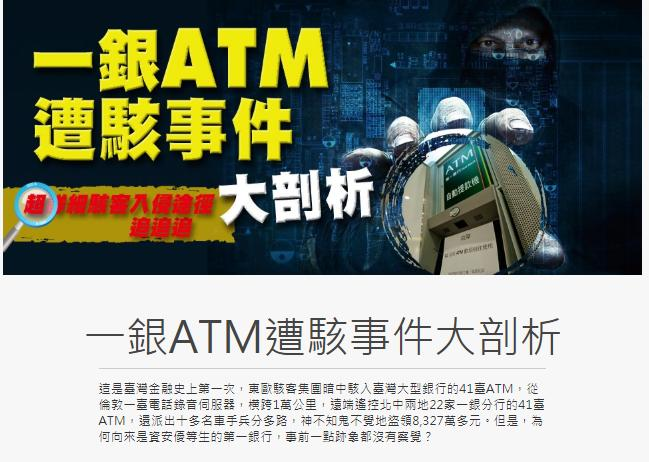 一銀ATM
遭駭事件
大剖析
超詳細駭客入侵途徑
追追追
ATM
自動提款機
一銀ATM遭駭事件大剖析
這是臺灣金融史上第一次，東歐駭客集團暗中駭入臺灣大型銀行的41臺ATM，從
倫敦一臺電話錄音伺服器，橫跨1萬公里，遠端遙控北中兩地22家一銀分行的41臺
ATM，還派出十多名車手兵分多路，神不知鬼不覺地盜領8,327萬多元。但是，為
何向來是資安優等生的第一銀行，事前一點跡象都沒有察覺？